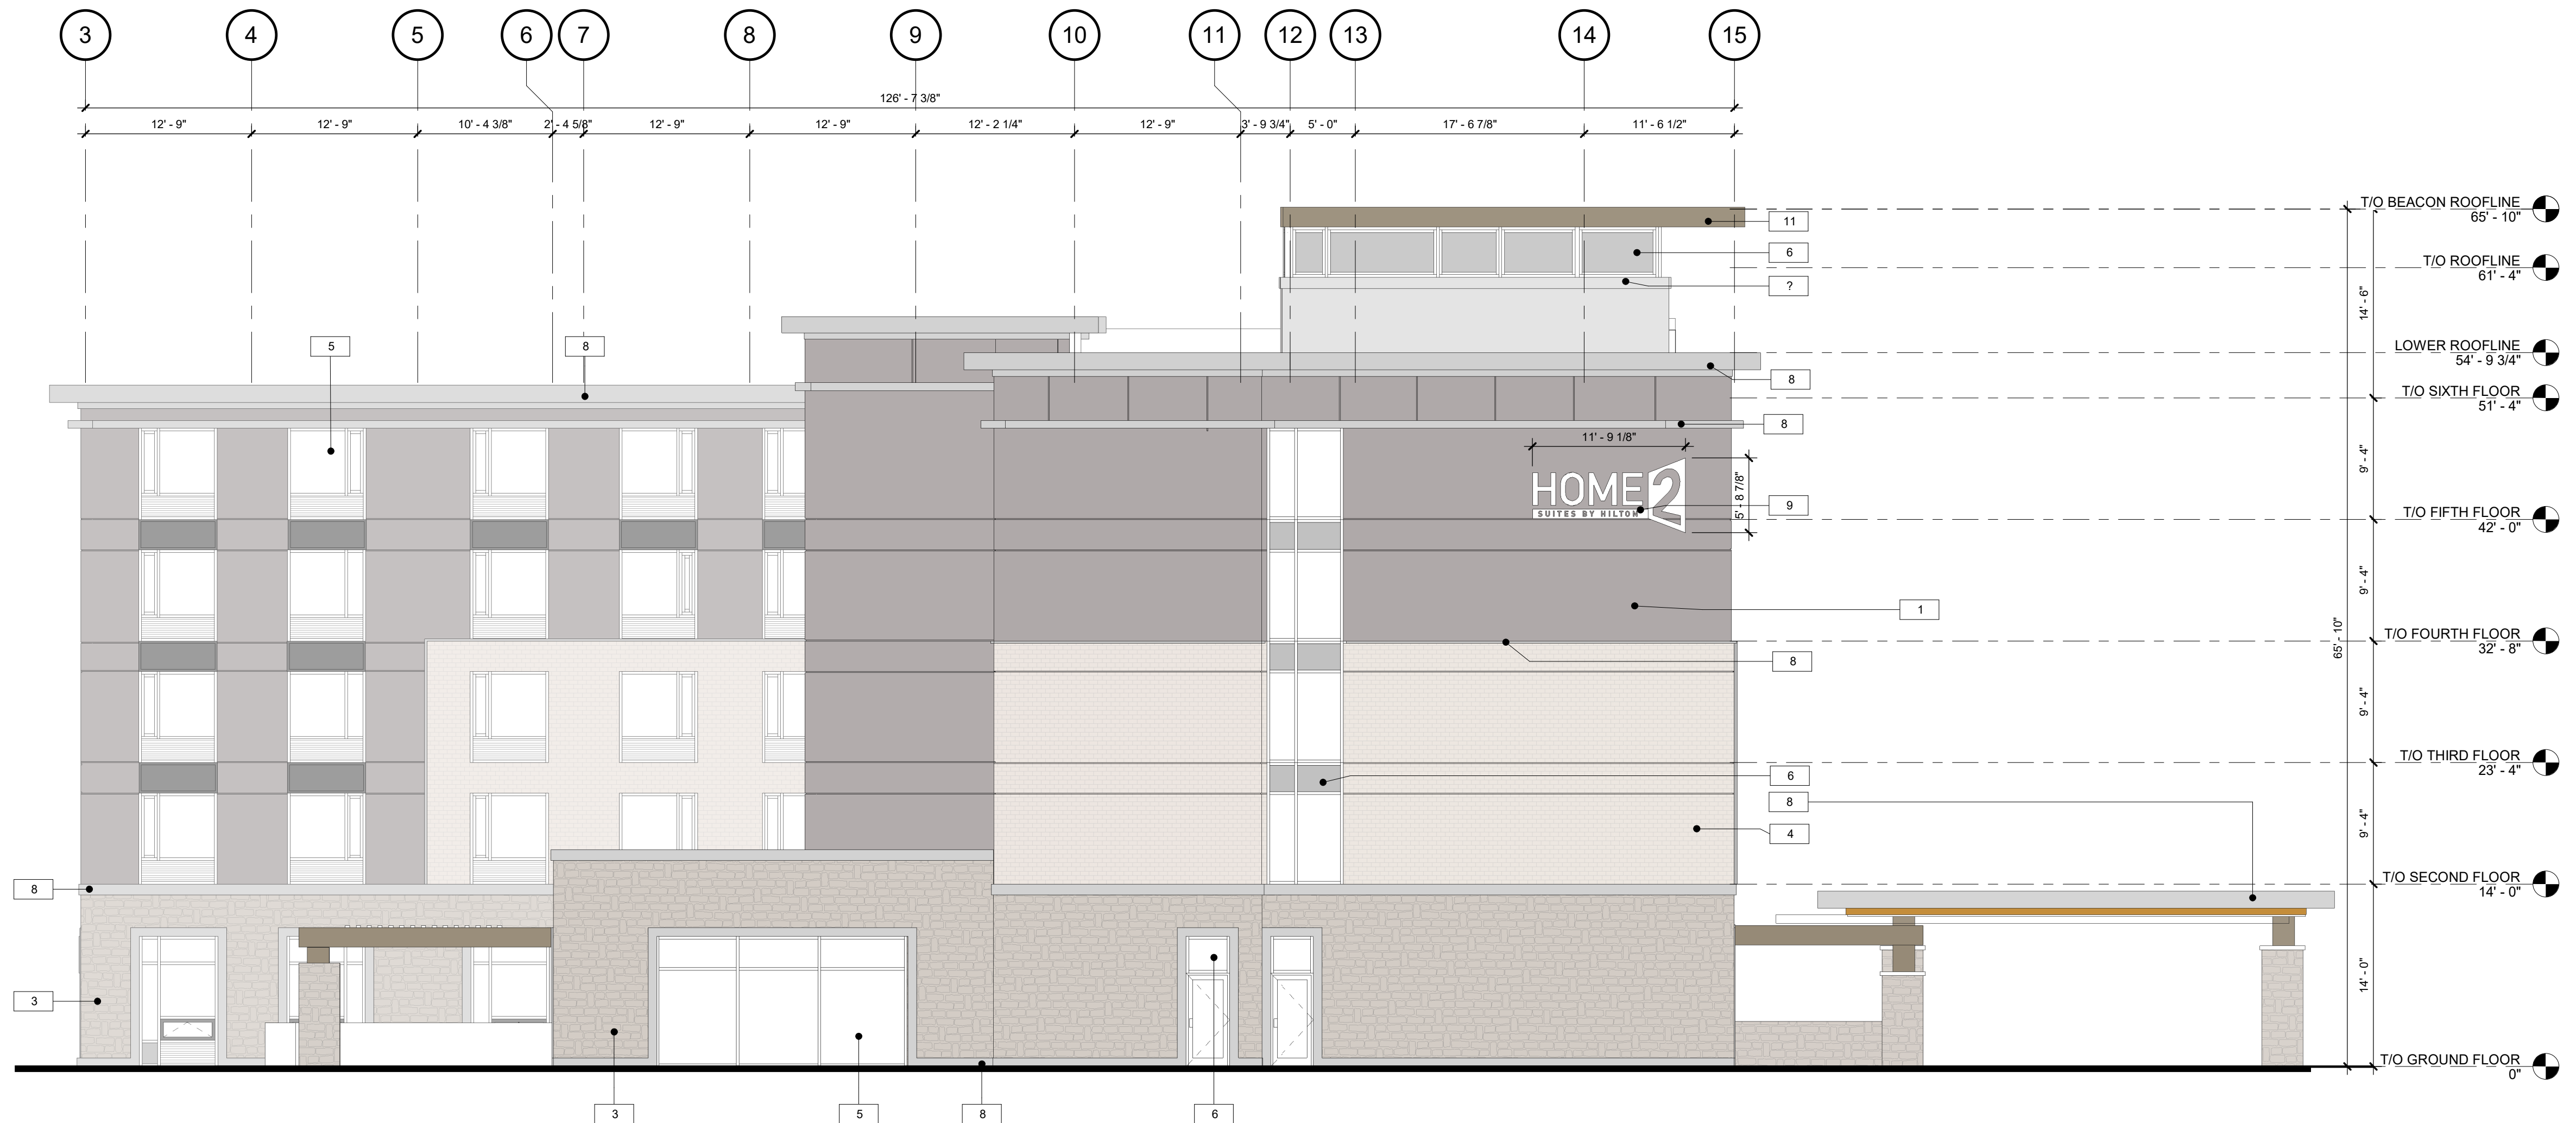 3 4 5 6 7 8 9 10 11 12 13 14 15
126' - 7 3/8"
12' - 9" 12' - 9" 10' - 4 3/8" 2' - 4 5/8" 12' - 9" 12' - 9" 12' - 2 1/4" 12' - 9" 3' - 9 3/4" 5' - 0" 17' - 6 7/8" 11' - 6 1/2"
T/O BEACON ROOFLINE
65' - 10"
11
6
T/O ROOFLINE
61' - 4"
?
14' - 6"
5
8
LOWER ROOFLINE
54' - 9 3/4"
8
T/O SIXTH FLOOR
51' - 4"
8
11' - 9 1/8"
9' - 4"
HOME2
SUITES BY HILTON
5' - 8 7/8"
9
T/O FIFTH FLOOR
42' - 0"
9' - 4"
1
65' - 10"
T/O FOURTH FLOOR
32' - 8"
8
9' - 4"
T/O THIRD FLOOR
23' - 4"
6
8
9' - 4"
4
T/O SECOND FLOOR
14' - 0"
8
3
14' - 0"
T/O GROUND FLOOR
0"
3
5
8
6